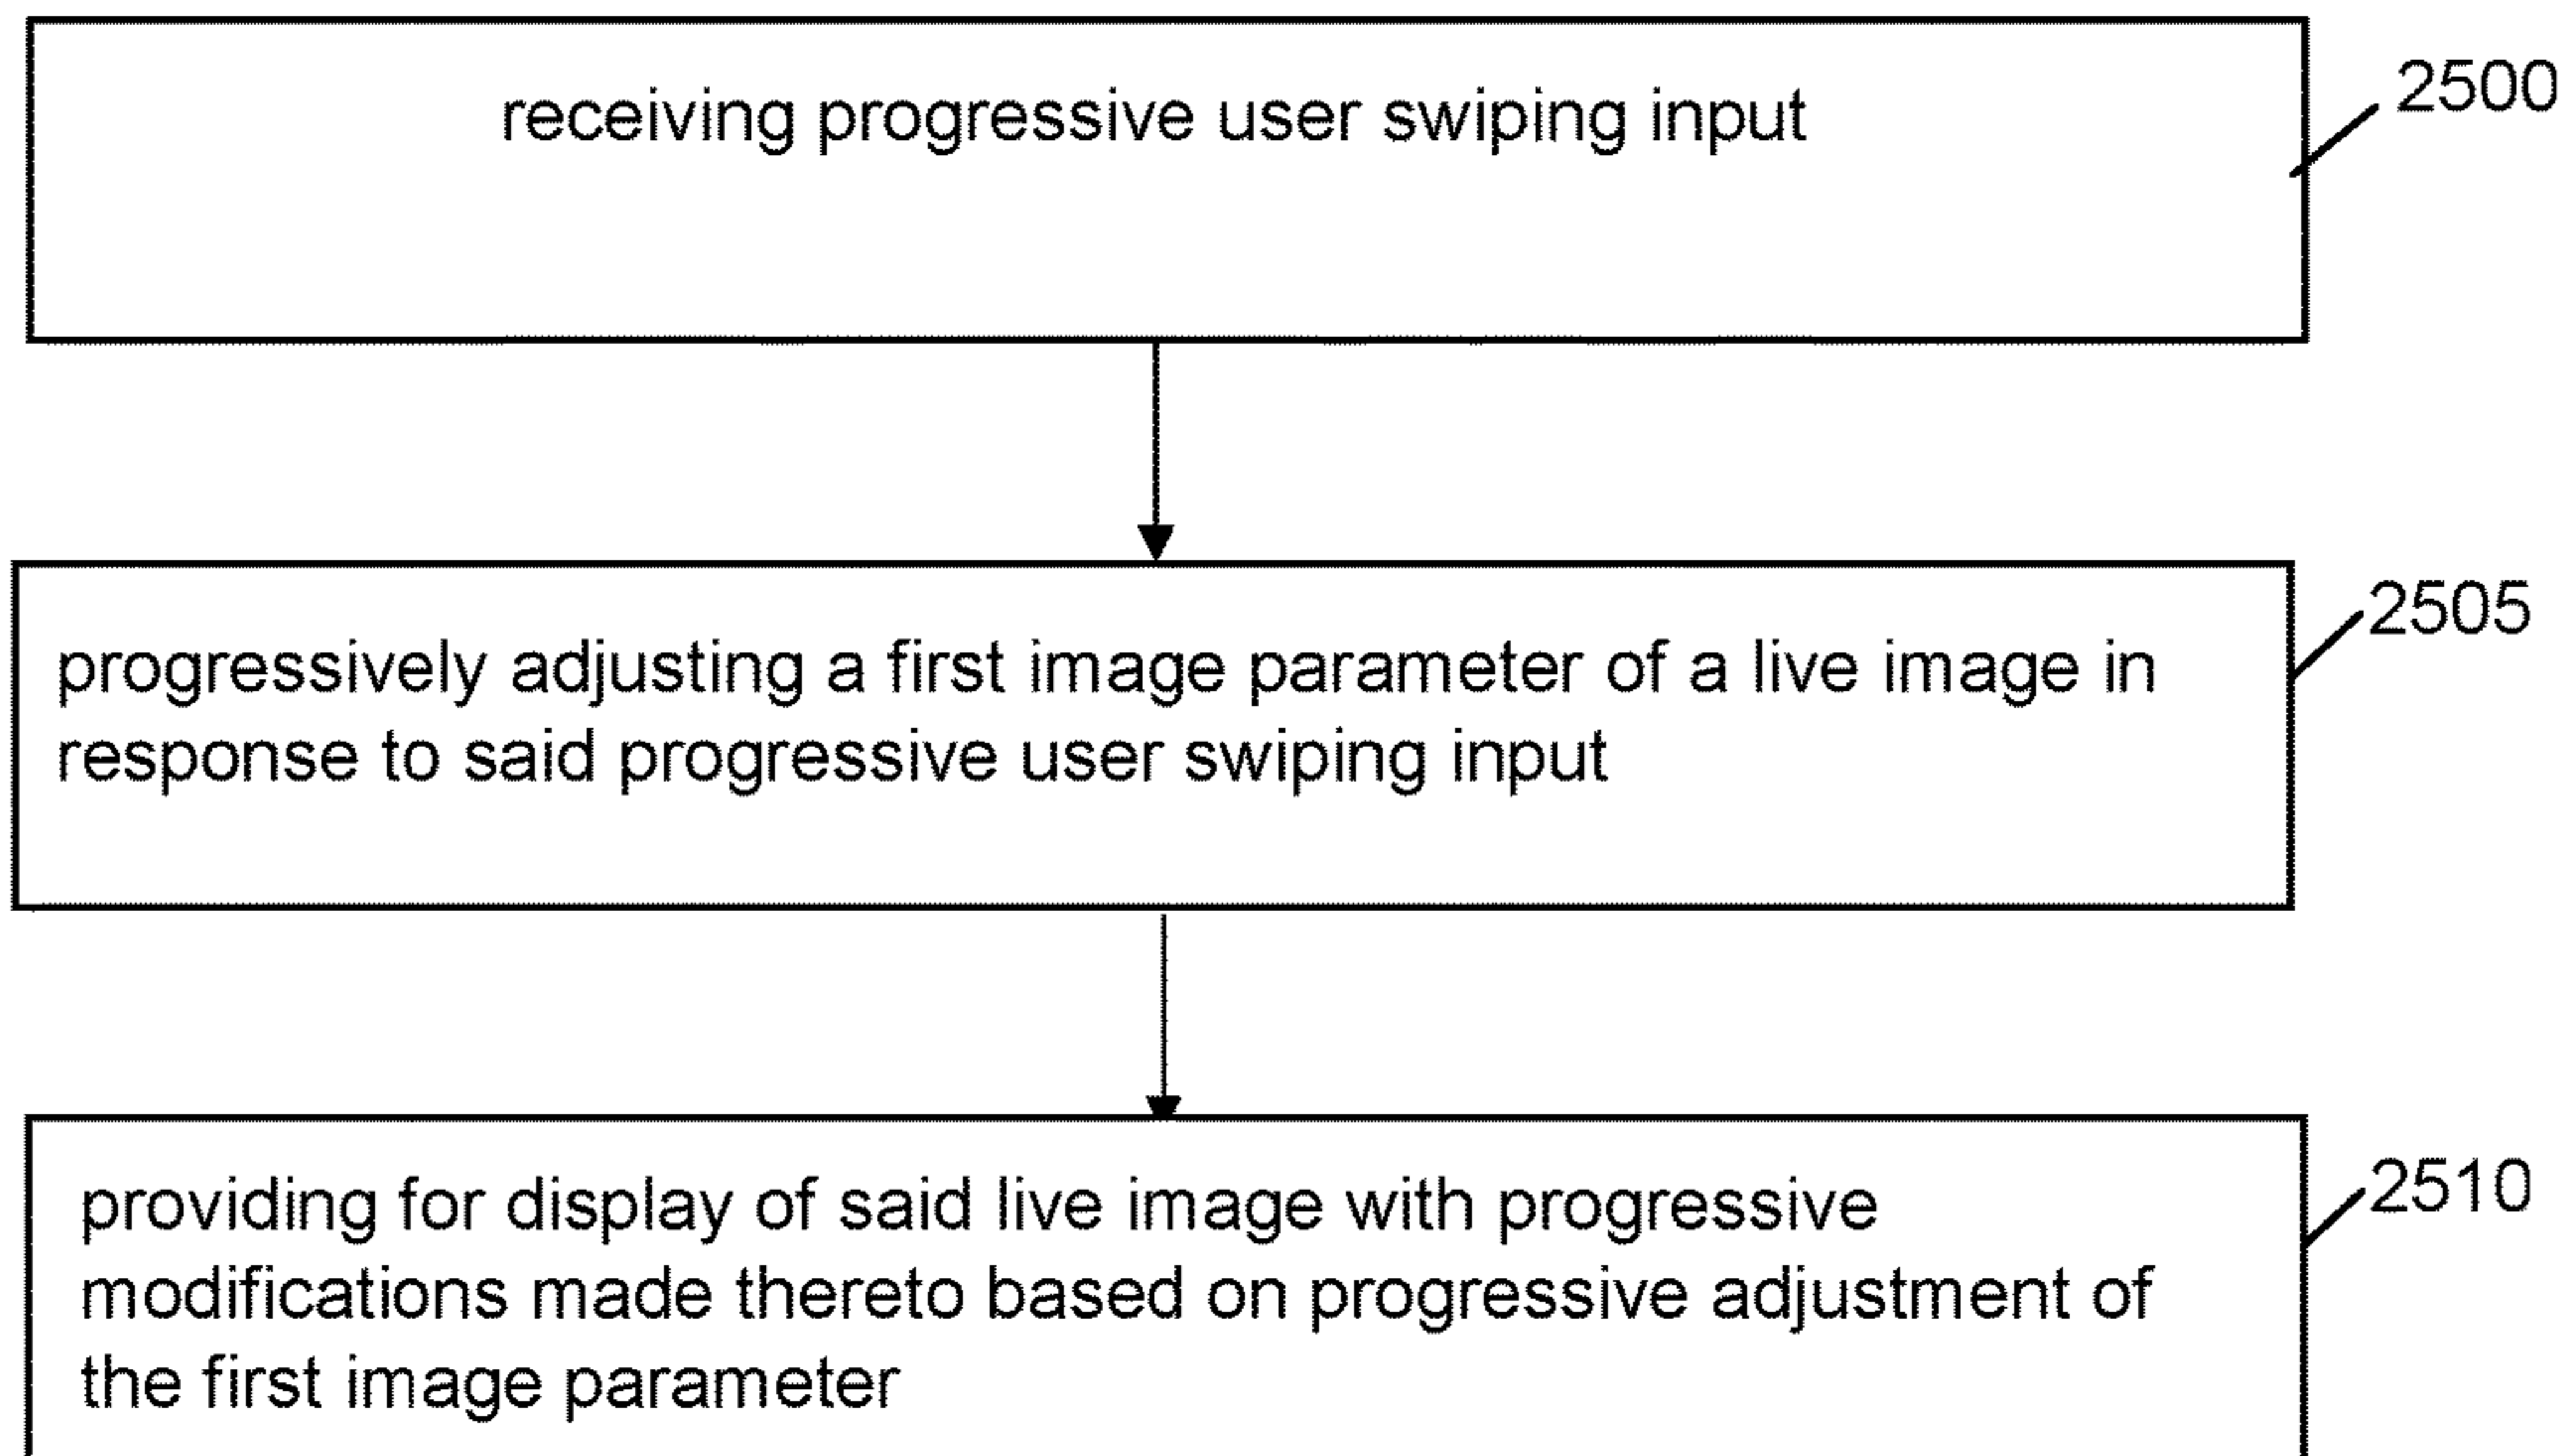 receiving progressive user swiping input
2500
2505
progressively adjusting a first image parameter of a live image in
response to said progressive user swiping input
2510
providing for display of said live image with progressive
modifications made thereto based on progressive adjustment of
the first image parameter